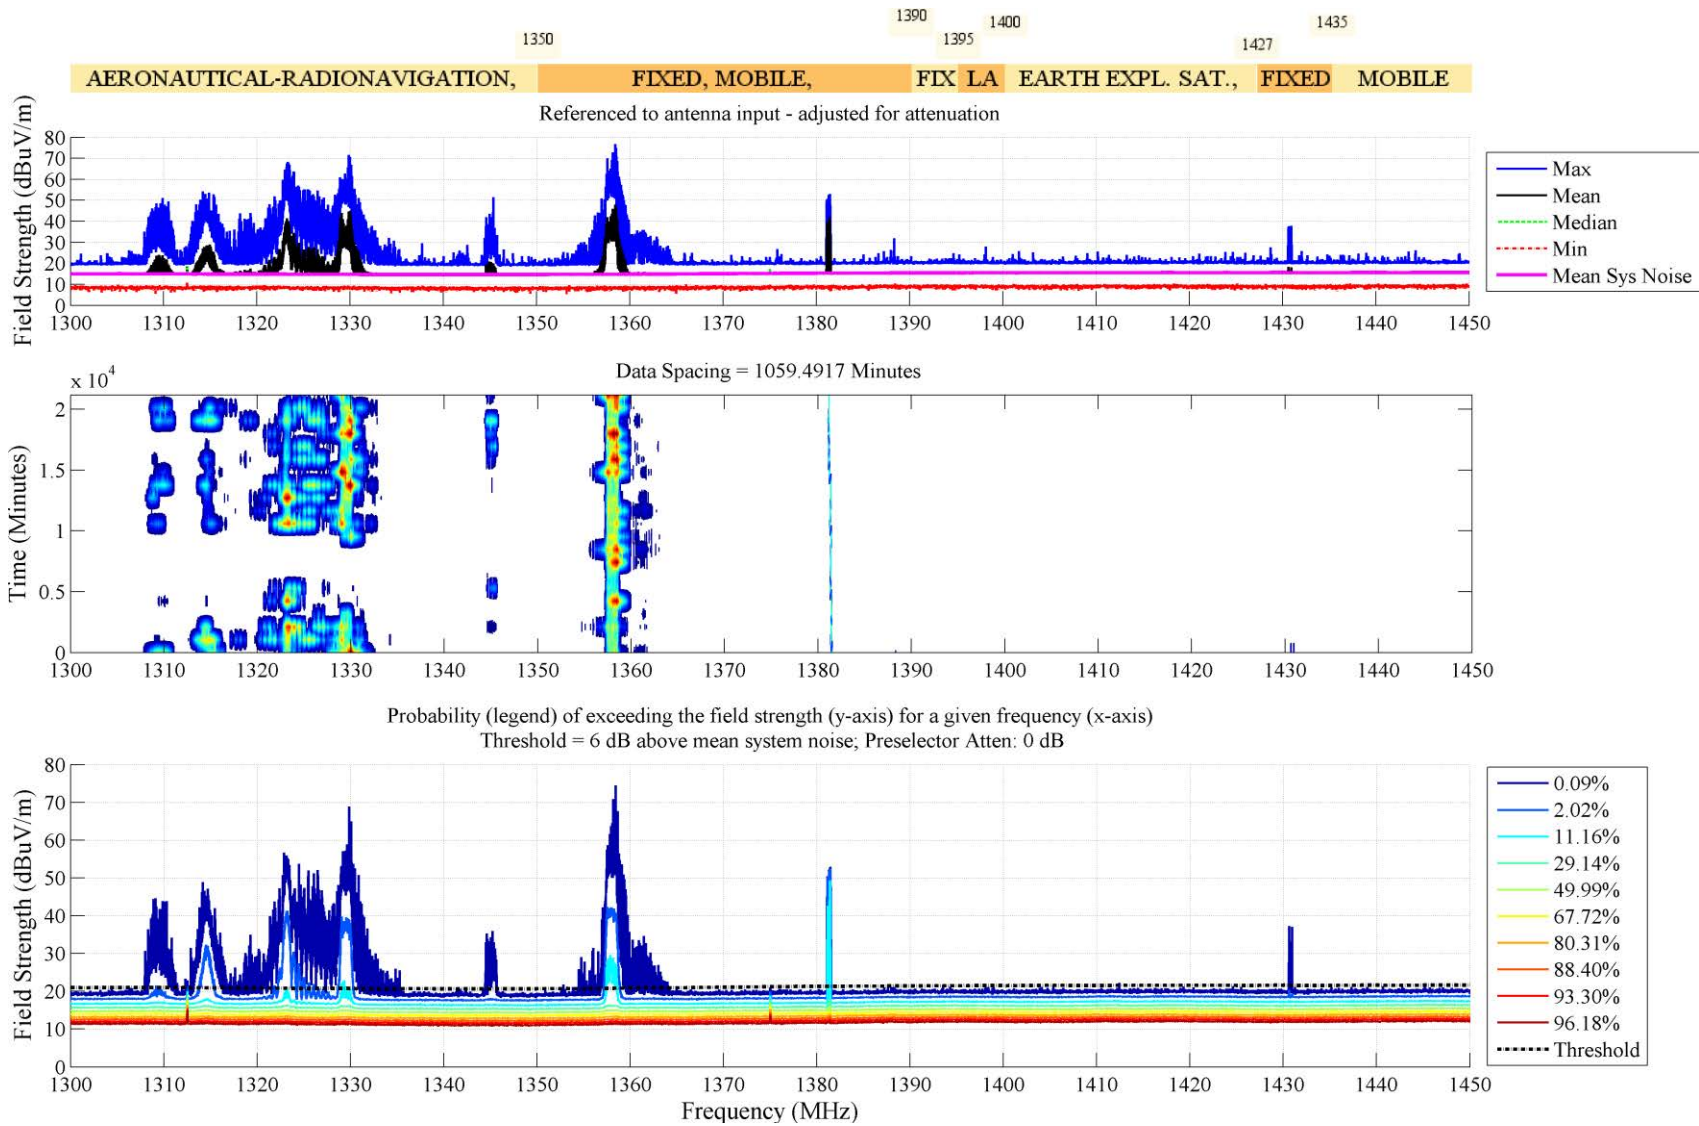 1390 1400 1435
1350 1395 1427
AERONAUTICAL-RADIONAVIGATION, FIXED, MOBILE, FIX LA EARTH EXPL. SAT., FIXED MOBILE
Referenced to antenna input - adjusted for attenuation
Field Strength (dBuV/m)
80
70
60
50
40
30
20
10
0
1300 1310 1320 1330 1340 1350 1360 1370 1380 1390 1400 1410 1420 1430 1440 1450
Max
Mean
Median
Min
Mean Sys Noise
Data Spacing = 1059.4917 Minutes
x 10^4
Time (Minutes)
2
1.5
1
0.5
0
1300 1310 1320 1330 1340 1350 1360 1370 1380 1390 1400 1410 1420 1430 1440 1450
Probability (legend) of exceeding the field strength (y-axis) for a given frequency (x-axis)
Threshold = 6 dB above mean system noise; Preselector Atten: 0 dB
Field Strength (dBuV/m)
80
70
60
50
40
30
20
10
0
1300 1310 1320 1330 1340 1350 1360 1370 1380 1390 1400 1410 1420 1430 1440 1450
Frequency (MHz)
0.09%
2.02%
11.16%
29.14%
49.99%
67.72%
80.31%
88.40%
93.30%
96.18%
Threshold